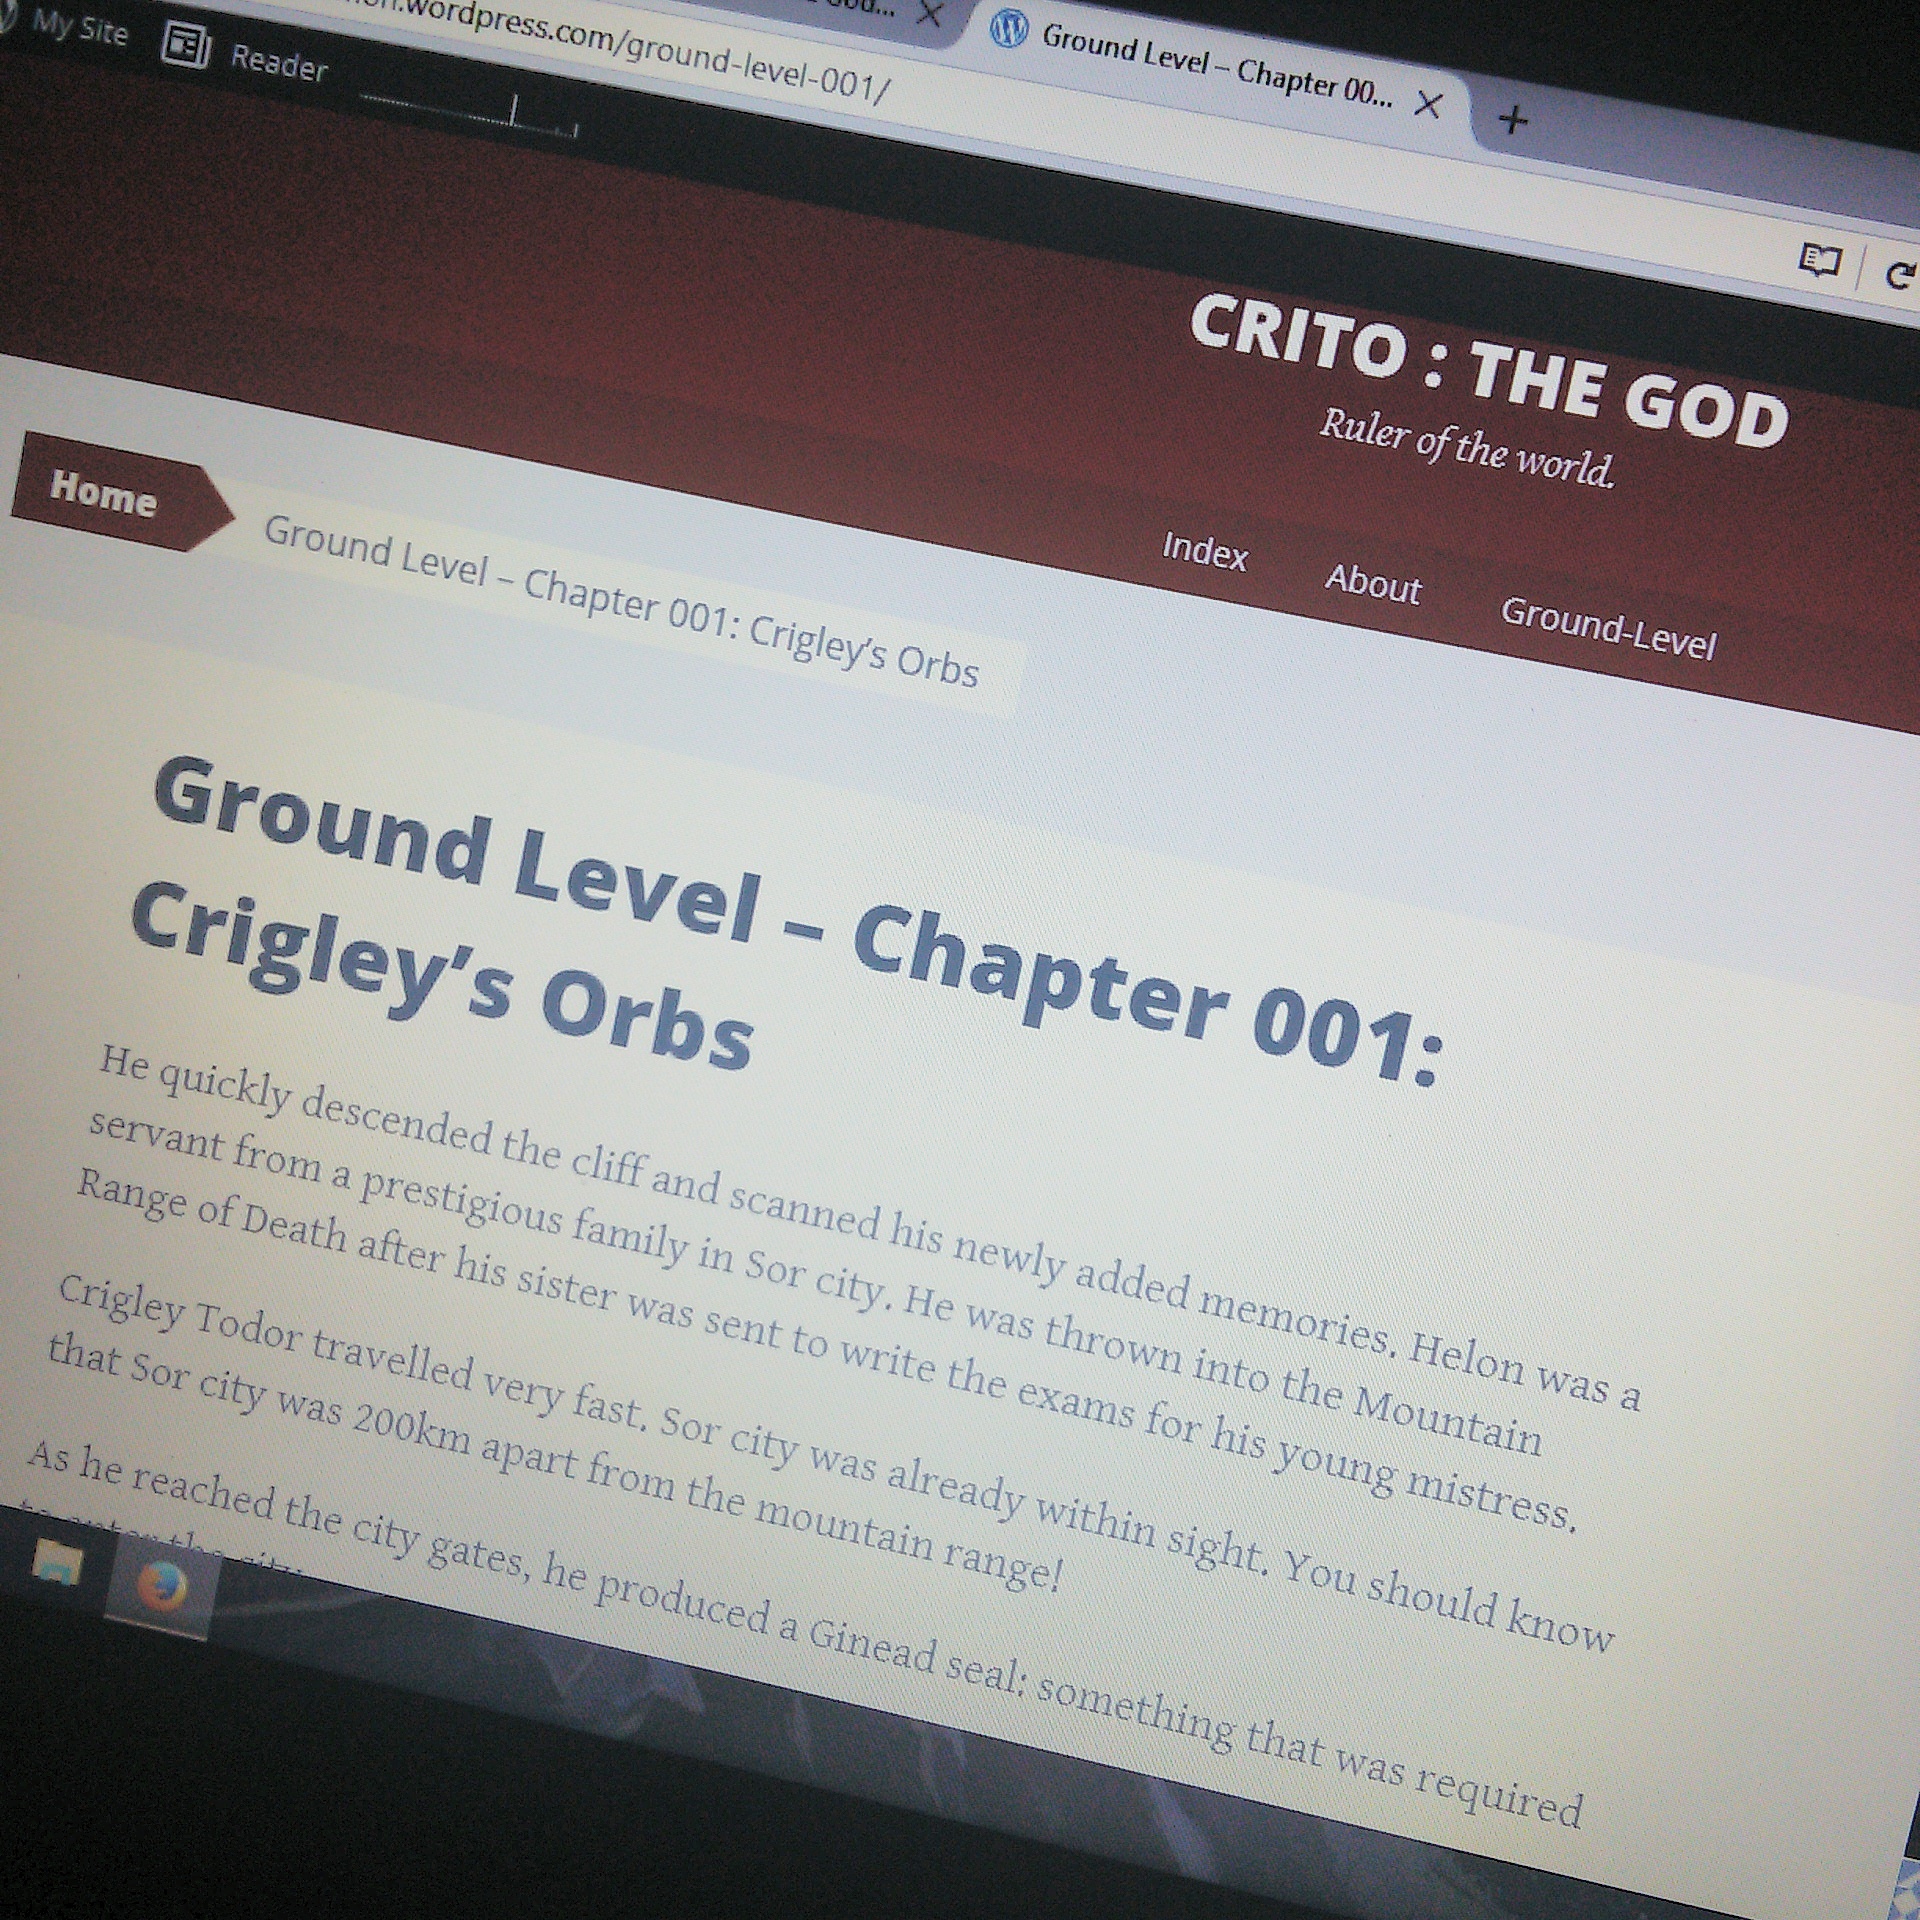 My Site
Reader
.wordpress.com/ground-level-001/
Ground Level – Chapter 00...
CRITO : THE GOD
Ruler of the world.
Index
About
Ground-Level
Home
Ground Level – Chapter 001: Crigley’s Orbs
Ground Level – Chapter 001:
Crigley’s Orbs
He quickly descended the cliff and scanned his newly added memories. Helon was a
servant from a prestigious family in Sor city. He was thrown into the Mountain
Range of Death after his sister was sent to write the exams for his young mistress.
Crigley Todor travelled very fast. Sor city was already within sight. You should know
that Sor city was 200km apart from the mountain range!
As he reached the city gates, he produced a Ginead seal; something that was required
to enter the city.